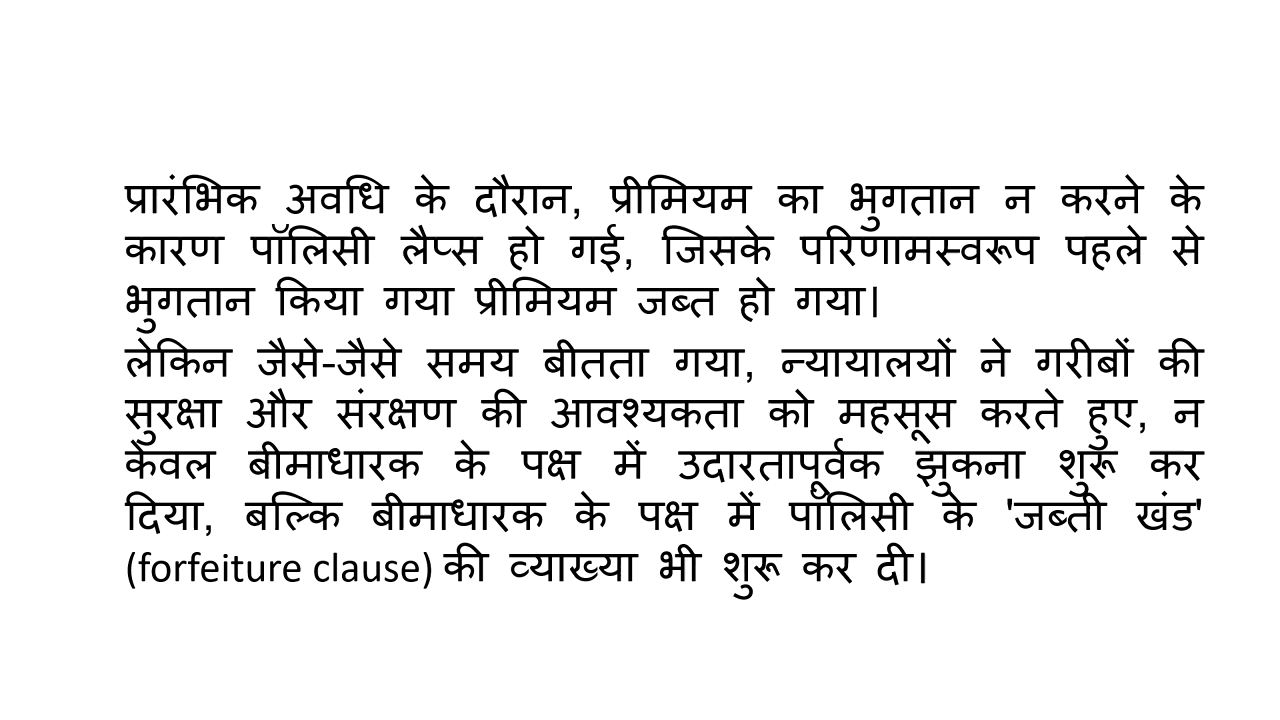 प्रारंभिक अवधि के दौरान, प्रीमियम का भुगतान न करने के
कारण पॉलिसी लैप्स हो गई, जिसके परिणामस्वरूप पहले से
भुगतान किया गया प्रीमियम जब्त हो गया।
लेकिन जैसे-जैसे समय बीतता गया, न्यायालयों ने गरीबों की
सुरक्षा और संरक्षण की आवश्यकता को महसूस करते हुए, न
केवल बीमाधारक के पक्ष में उदारतापूर्वक झुकना शुरू कर
दिया, बल्कि बीमाधारक के पक्ष में पॉलिसी के 'जब्ती खंड'
(forfeiture clause) की व्याख्या भी शुरू कर दी।